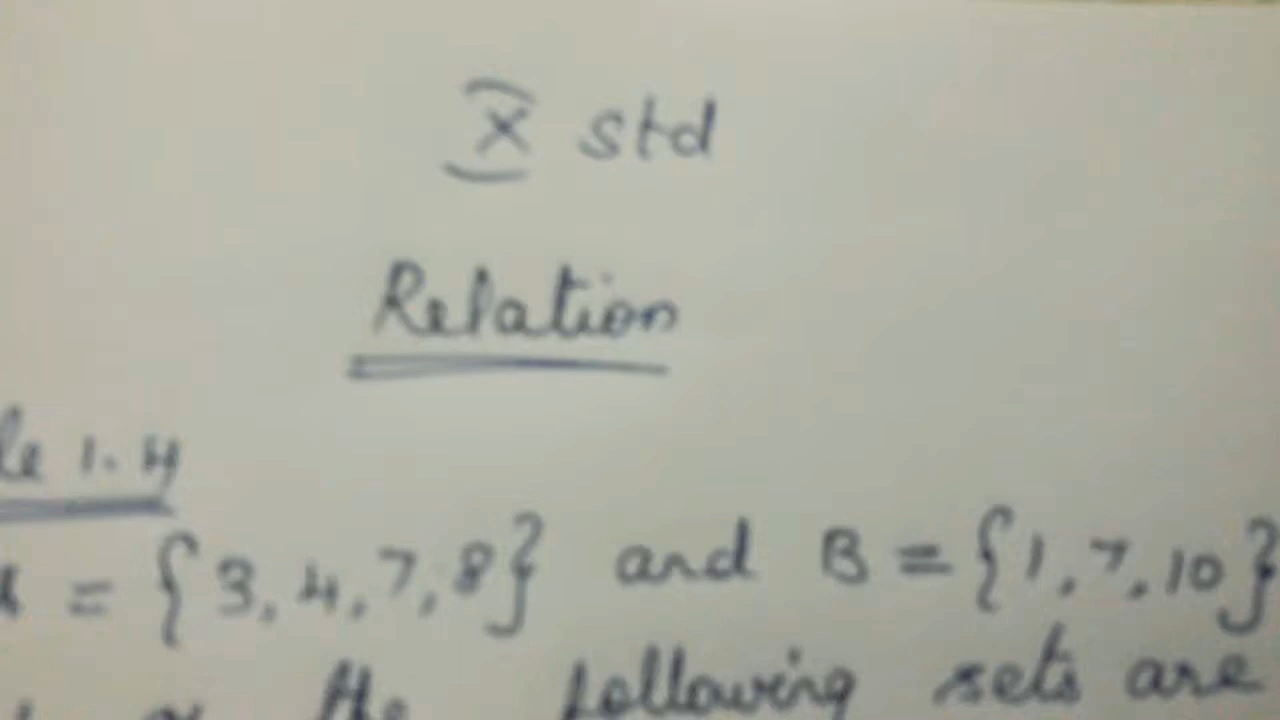 X std
Relation
le 1.4
A = {3, 4, 7, 8} and B = {1, 7, 10}
the following sets are